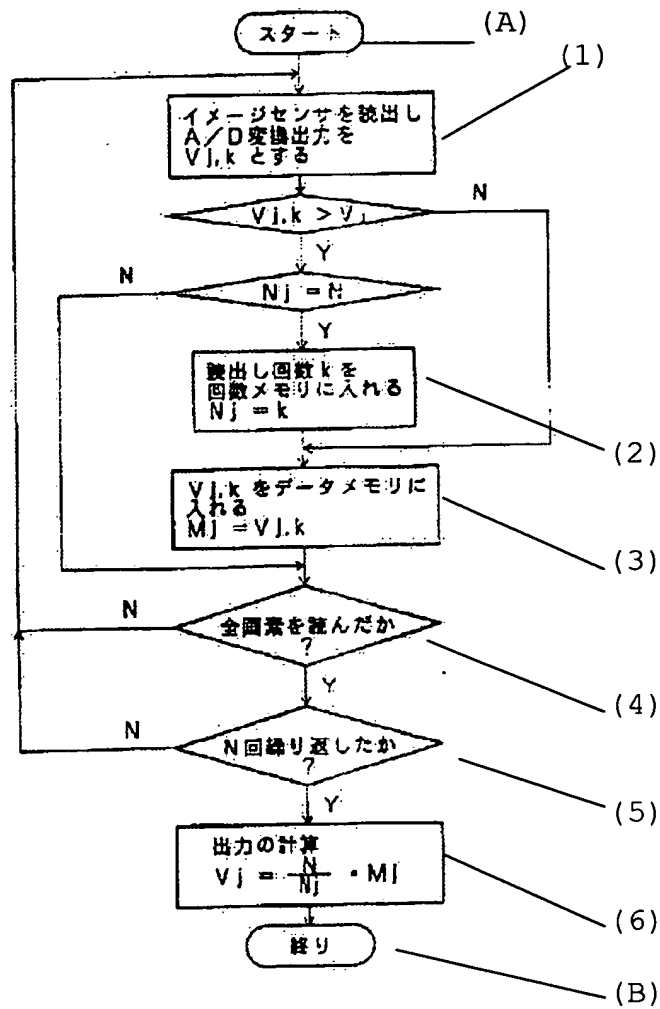 スタート
(A)
(1)
イメージセンサを読出し
A/D変換出力を
Vj,kとする
Vj,k >
N
Y
N
Nj = N
Y
読出し回数kを
回数メモリに入れる
Nj = k
(2)
Vj,kをデータメモリに
入れる
Mj = Vj,k
(3)
N
全画素を読んだか
?
(4)
Y
N
N回繰り返したか
?
(5)
Y
出力の計算
Vj = N/Nj ・Mj
(6)
終り
(B)